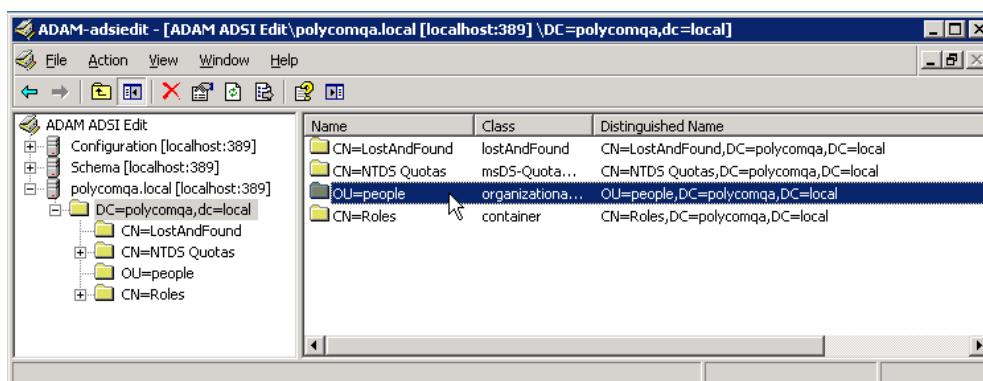 ADAM-adsiedit - [ADAM ADSI Edit\polycomqa.local [localhost:389] \DC=polycomqa,dc=local]
File Action View Window Help
ADAM ADSI Edit
Configuration [localhost:389]
Schema [localhost:389]
polycomqa.local [localhost:389]
DC=polycomqa,dc=local
CN=LostAndFound
CN=NTDS Quotas
OU=people
CN=Roles
Name Class Distinguished Name
CN=LostAndFound lostAndFound CN=LostAndFound,DC=polycomqa,DC=local
CN=NTDS Quotas msDS-Quota... CN=NTDS Quotas,DC=polycomqa,DC=local
OU=people organizationa... OU=people,DC=polycomqa,DC=local
CN=Roles container CN=Roles,DC=polycomqa,DC=local